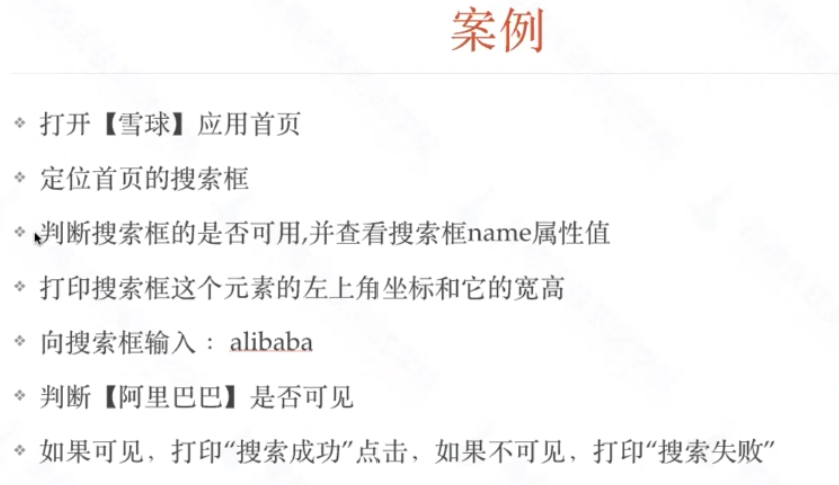 案例
打开【雪球】应用首页
定位首页的搜索框
判断搜索框的是否可用,并查看搜索框name属性值
打印搜索框这个元素的左上角坐标和它的宽高
向搜索框输入：alibaba
判断【阿里巴巴】是否可见
如果可见，打印“搜索成功”点击，如果不可见，打印“搜索失败”